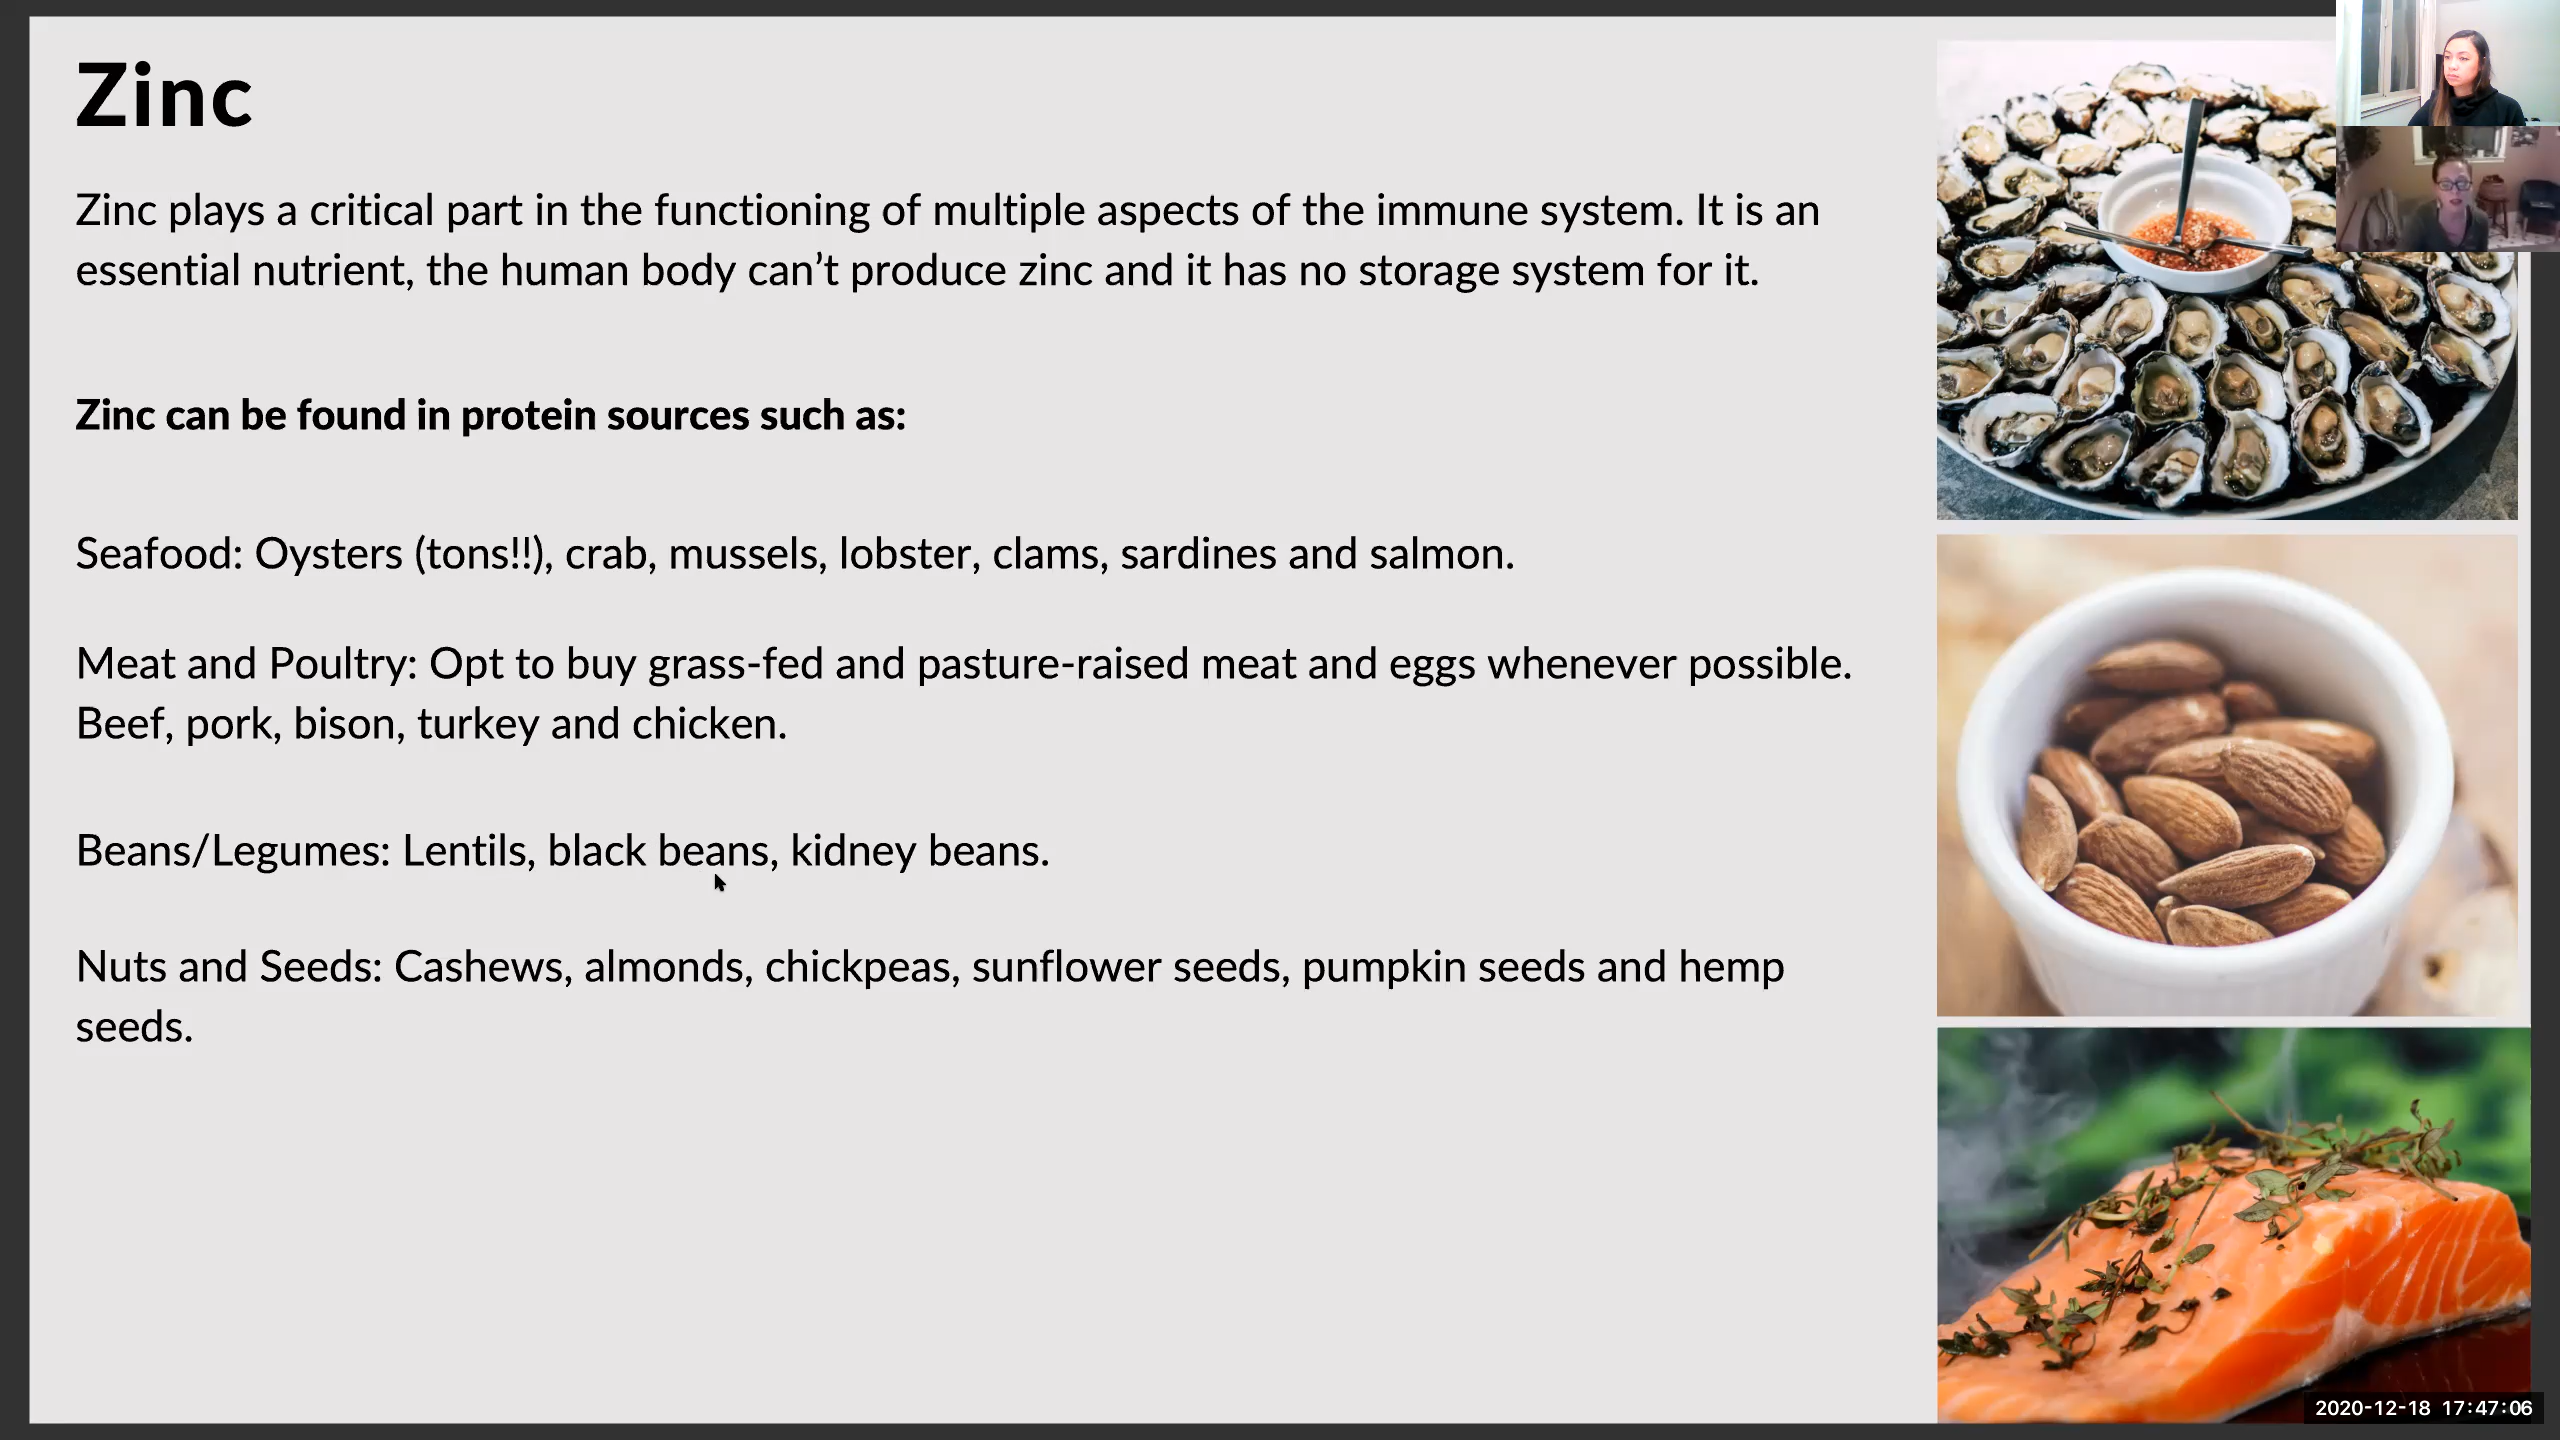 Zinc
Zinc plays a critical part in the functioning of multiple aspects of the immune system. It is an
essential nutrient, the human body can’t produce zinc and it has no storage system for it.
Zinc can be found in protein sources such as:
Seafood: Oysters (tons!!), crab, mussels, lobster, clams, sardines and salmon.
Meat and Poultry: Opt to buy grass-fed and pasture-raised meat and eggs whenever possible.
Beef, pork, bison, turkey and chicken.
Beans/Legumes: Lentils, black beans, kidney beans.
Nuts and Seeds: Cashews, almonds, chickpeas, sunflower seeds, pumpkin seeds and hemp
seeds.
2020-12-18 17:47:06